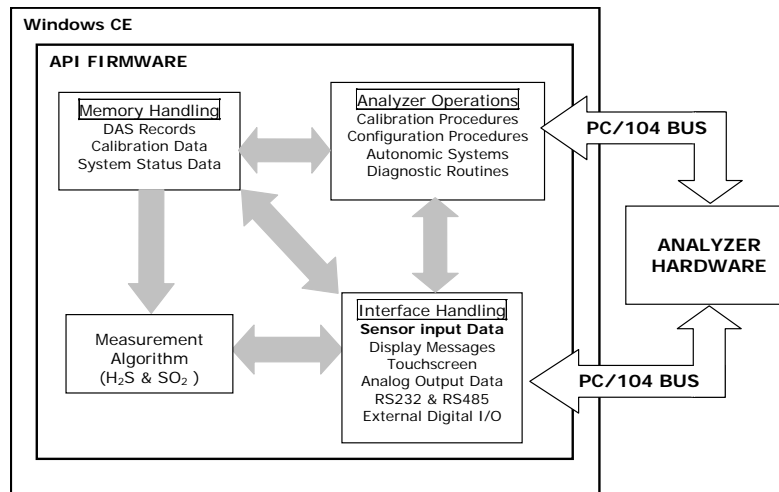 Windows CE
API FIRMWARE
Memory Handling
DAS Records
Calibration Data
System Status Data
Analyzer Operations
Calibration Procedures
Configuration Procedures
Autonomic Systems
Diagnostic Routines
PC/104 BUS
ANALYZER
HARDWARE
Measurement
Algorithm
(H₂S & SO₂ )
Interface Handling
Sensor input Data
Display Messages
Touchscreen
Analog Output Data
RS232 & RS485
External Digital I/O
PC/104 BUS